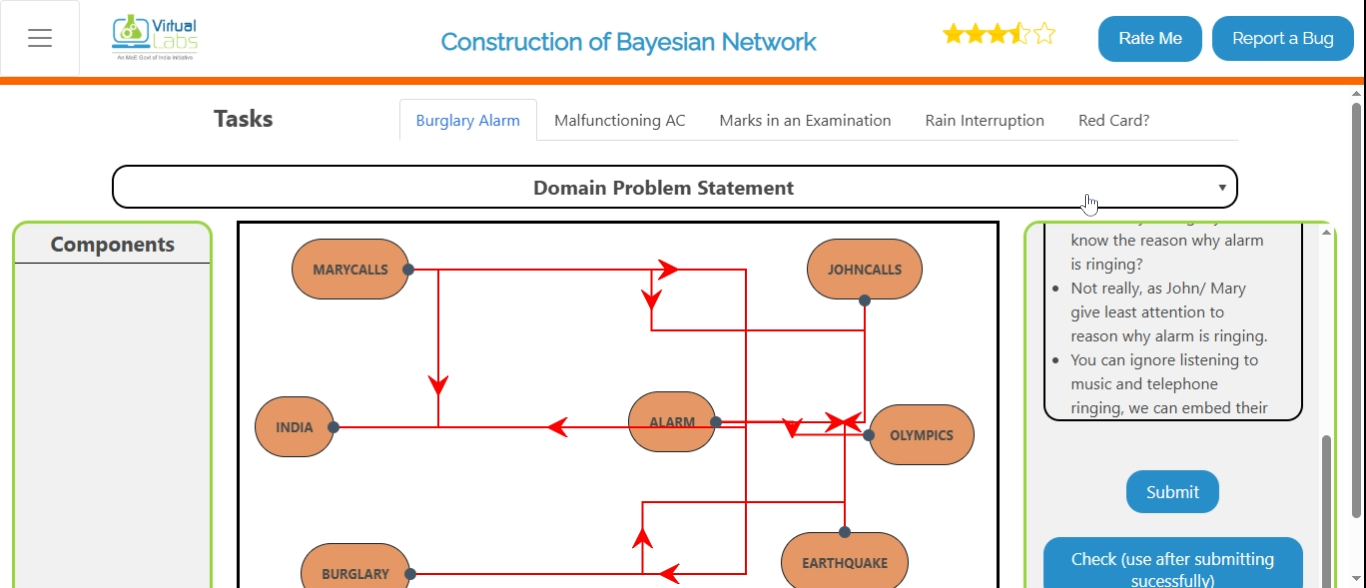 Virtual
Labs
An MoE Govt of India Initiative
Construction of Bayesian Network
Rate Me
Report a Bug
Tasks
Burglary Alarm
Malfunctioning AC
Marks in an Examination
Rain Interruption
Red Card?
Domain Problem Statement
Components
MARYCALLS
JOHNCALLS
INDIA
ALARM
OLYMPICS
BURGLARY
EARTHQUAKE
know the reason why alarm
is ringing?
• Not really, as John/ Mary
give least attention to
reason why alarm is ringing.
• You can ignore listening to
music and telephone
ringing, we can embed their
Submit
Check (use after submitting
sucessfully)